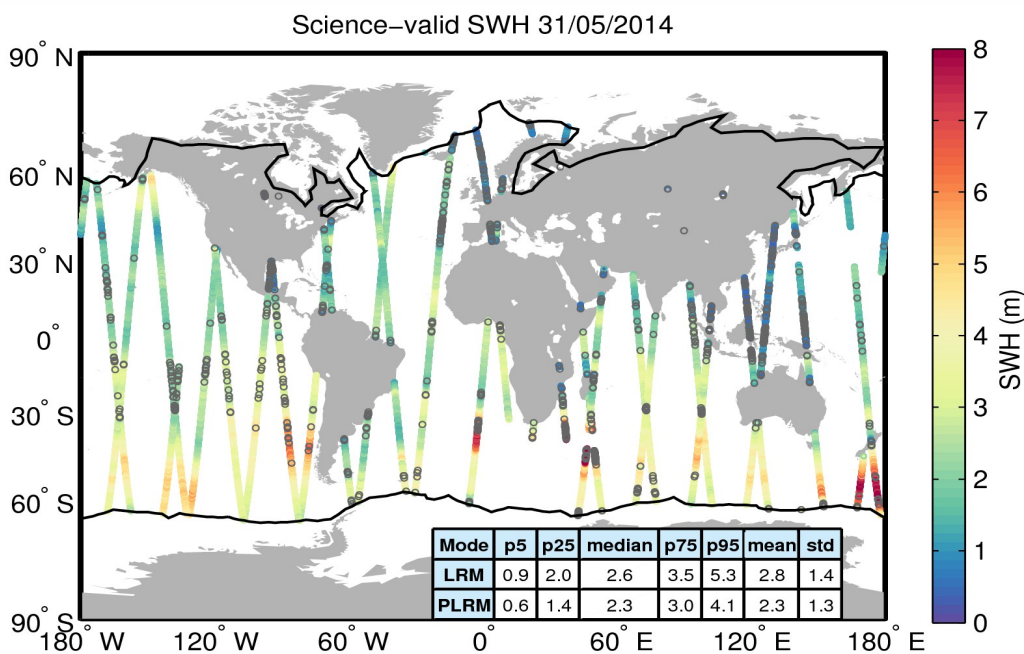 Science−valid SWH 31/05/2014
90° N
60° N
30° N
0°
30° S
60° S
90° S
180° W
120° W
60° W
0°
60° E
120° E
180° E
8
7
6
5
4
3
2
1
0
SWH (m)
Mode p5 p25 median p75 p95 mean std
LRM 0.9 2.0 2.6 3.5 5.3 2.8 1.4
PLRM 0.6 1.4 2.3 3.0 4.1 2.3 1.3